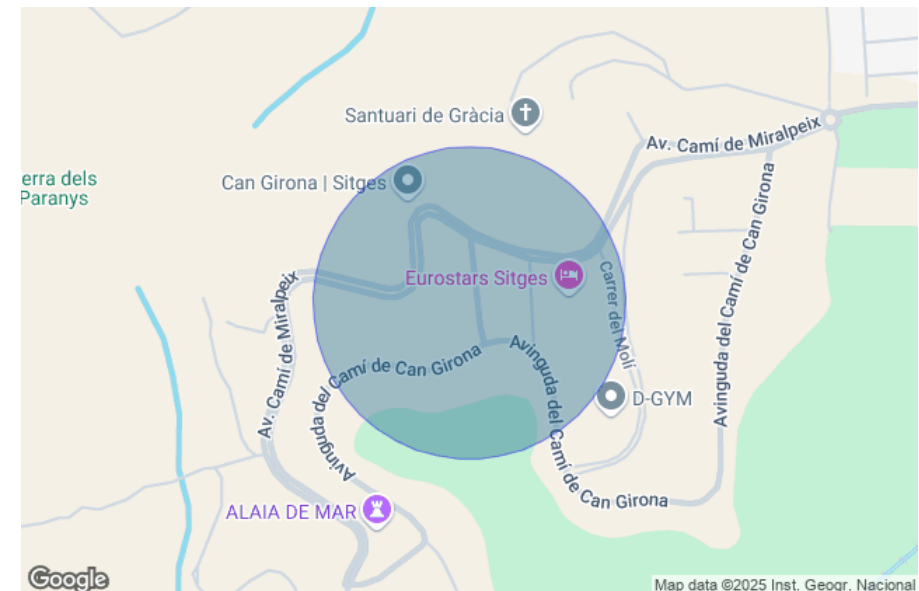 Santuari de Gràcia
Av. Camí de Miralpeix
erra dels
Paranys
Can Girona | Sitges
Eurostars Sitges
Carrer del Molí
Avinguda del Camí de Can Girona
Av. Camí de Miralpeix
Avinguda del Camí de Can Girona
Avinguda del Camí de Can Girona
D-GYM
ALAIA DE MAR
Google
Map data ©2025 Inst. Geogr. Nacional